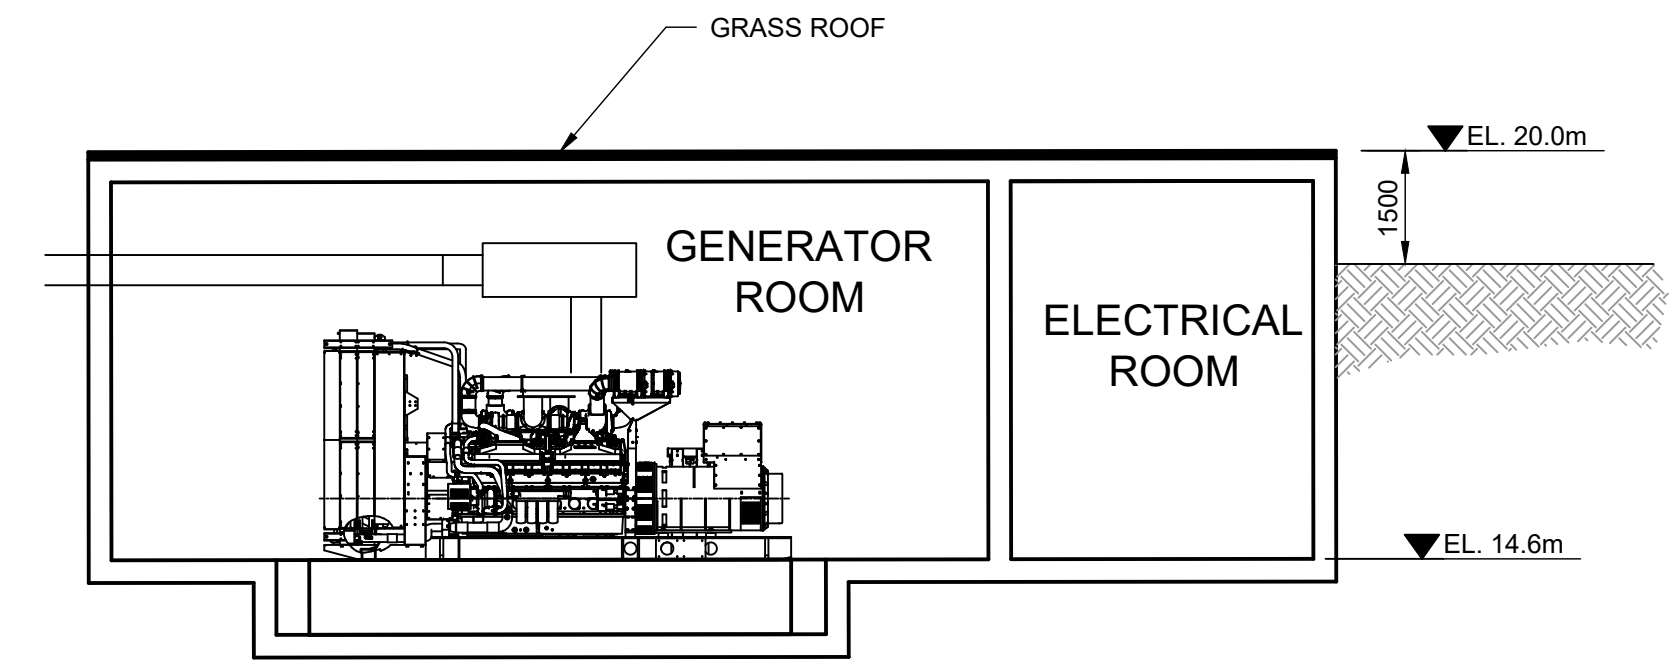 GRASS ROOF
EL. 20.0m
1500
GENERATOR
ROOM
ELECTRICAL
ROOM
EL. 14.6m